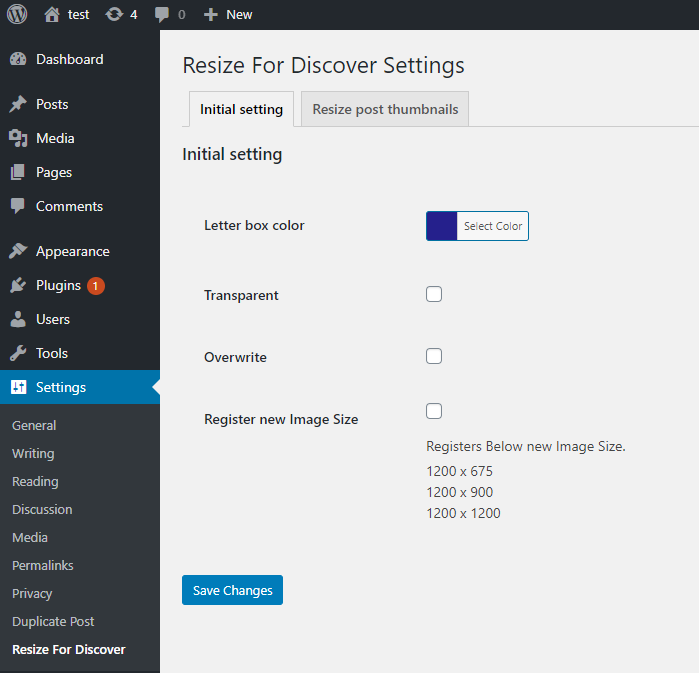 test 4 0 New
Dashboard
Posts
Media
Pages
Comments
Appearance
Plugins 1
Users
Tools
Settings
General
Writing
Reading
Discussion
Media
Permalinks
Privacy
Duplicate Post
Resize For Discover
Resize For Discover Settings
Initial setting Resize post thumbnails
Initial setting
Letter box color Select Color
Transparent
Overwrite
Register new Image Size
Registers Below new Image Size.
1200 x 675
1200 x 900
1200 x 1200
Save Changes